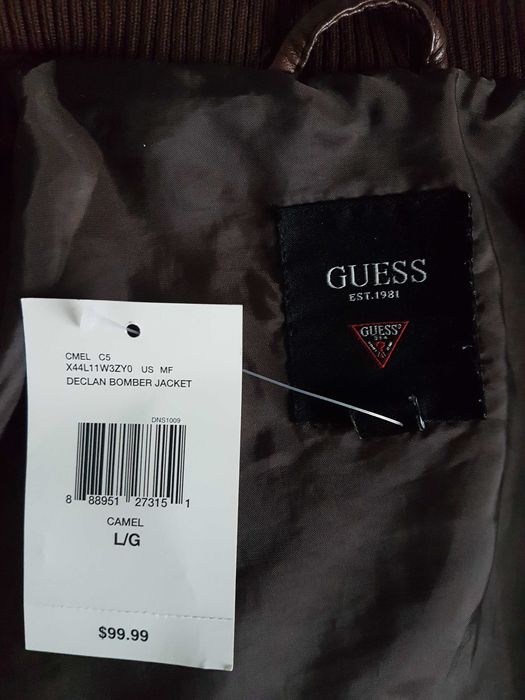 GUESS
EST.1981
GUESS
USA
CMEL C5
X44L11W3ZY0 US MF
DECLAN BOMBER JACKET
DNS1009
8 88951 27315 1
CAMEL
L/G
$99.99